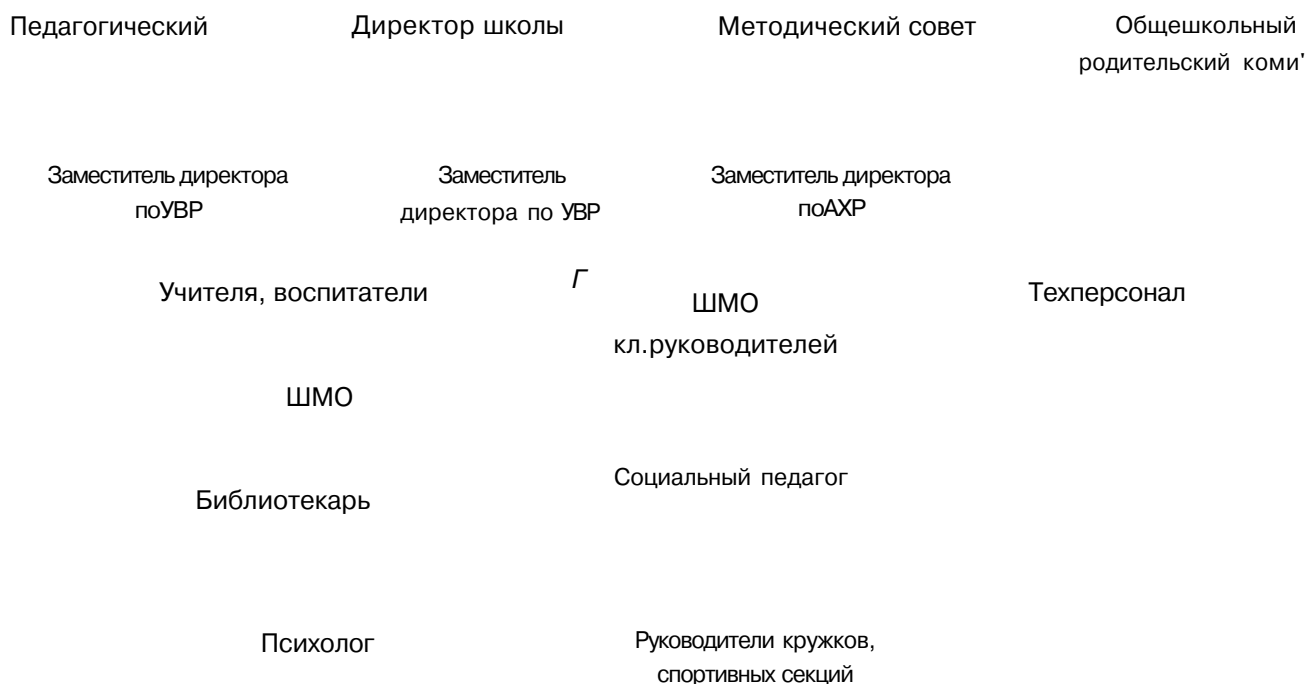 Педагогический
Директор школы
Методический совет
Общешкольный
родительский коми'
Заместитель директора
поУВР
Заместитель
директора по УВР
Заместитель директора
поАХР
Учителя, воспитатели
Г
ШМО
кл.руководителей
Техперсонал
ШМО
Социальный педагог
Библиотекарь
Психолог
Руководители кружков,
спортивных секций